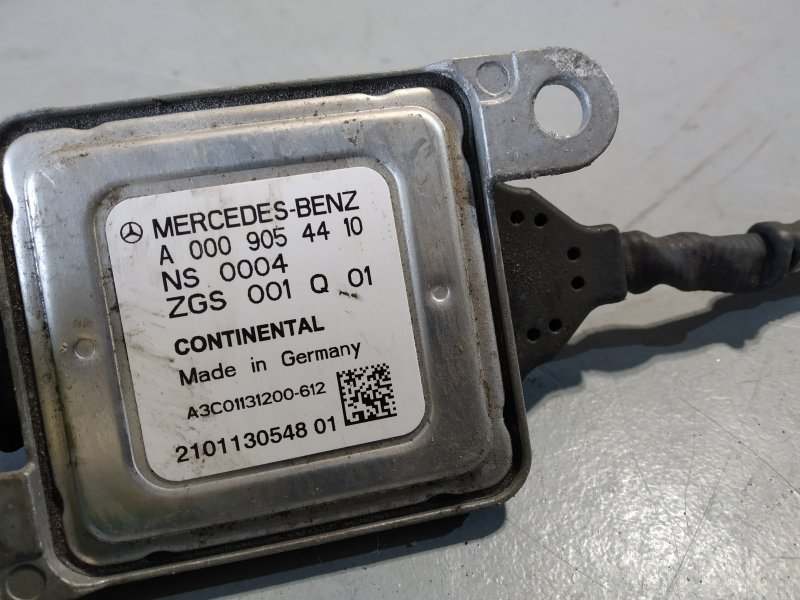 MERCEDES-BENZ
A 000 905 44 10
NS 0004
ZGS 001 Q 01
CONTINENTAL
Made in Germany
A3C01131200-612
2101130548 01